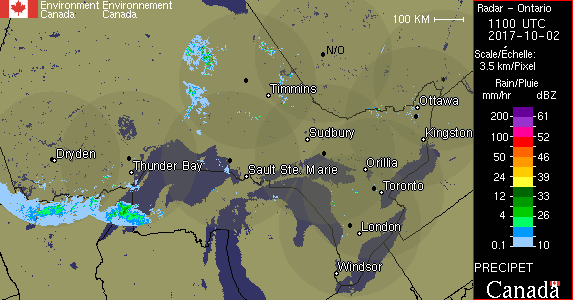 Environment Environnement
Canada Canada
100 KM
N/O
Timmins
Ottawa
Sudbury
Kingston
Dryden
Thunder Bay
Sault Ste. Marie
Orillia
Toronto
London
Windsor
Radar - Ontario
1100 UTC
2017-10-02
Scale/Échelle:
3.5 km/Pixel
Rain/Pluie
mm/hr dBZ
200 61
100 52
50 46
24 39
12 33
4 26
0.1 10
PRECIPET
Canada